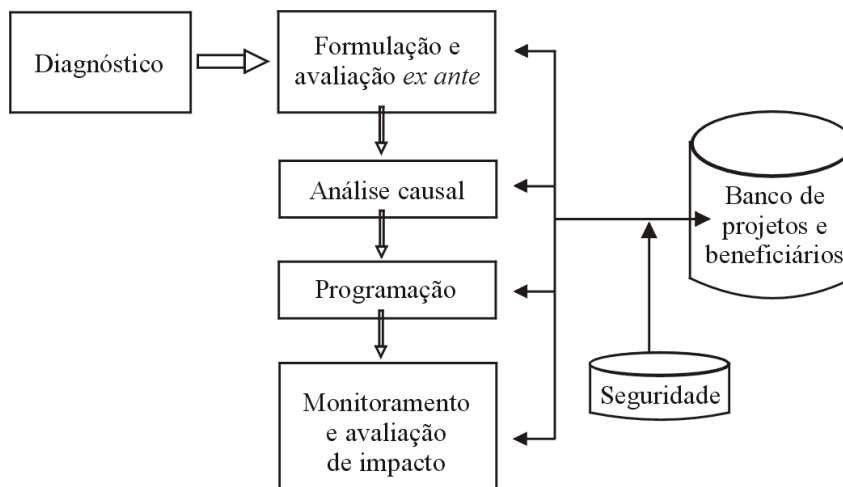 Diagnóstico
Formulação e
avaliação ex ante
Análise causal
Programação
Monitoramento
e avaliação
de impacto
Banco de
projetos e
beneficiários
Seguridade